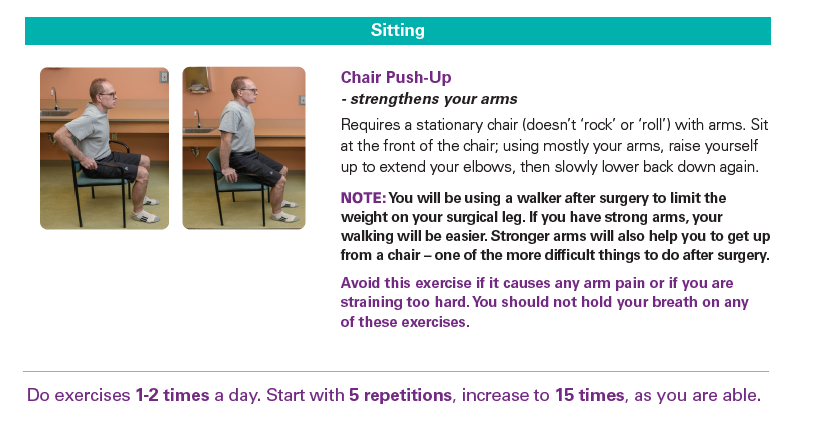 Sitting
Chair Push-Up
- strengthens your arms
Requires a stationary chair (doesn’t ‘rock’ or ‘roll’) with arms. Sit
at the front of the chair; using mostly your arms, raise yourself
up to extend your elbows, then slowly lower back down again.
NOTE: You will be using a walker after surgery to limit the
weight on your surgical leg. If you have strong arms, your
walking will be easier. Stronger arms will also help you to get up
from a chair – one of the more difficult things to do after surgery.
Avoid this exercise if it causes any arm pain or if you are
straining too hard. You should not hold your breath on any
of these exercises.
Do exercises 1-2 times a day. Start with 5 repetitions, increase to 15 times, as you are able.